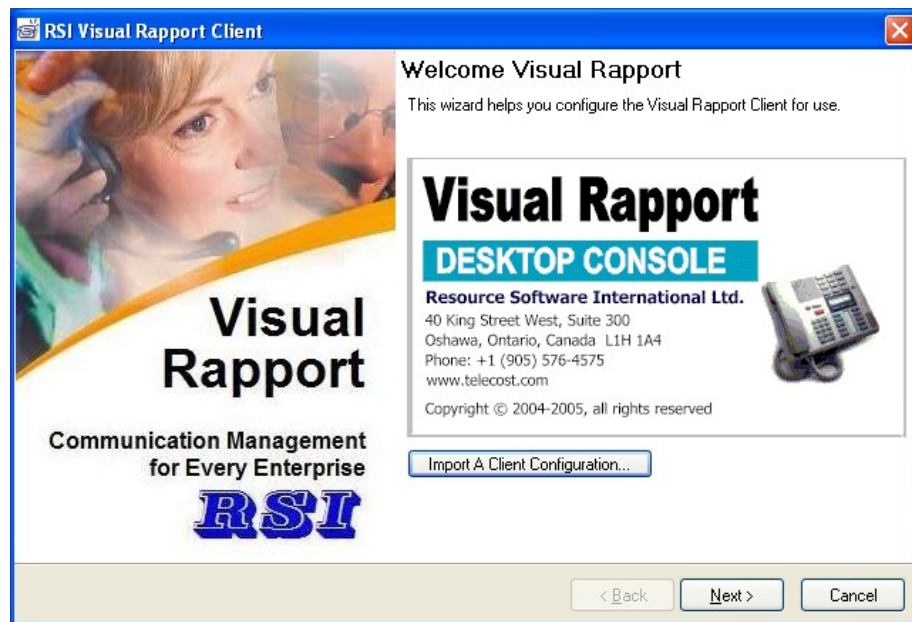 RSI Visual Rapport Client
Welcome Visual Rapport
This wizard helps you configure the Visual Rapport Client for use.
Visual Rapport
DESKTOP CONSOLE
Resource Software International Ltd.
40 King Street West, Suite 300
Oshawa, Ontario, Canada L1H 1A4
Phone: +1 (905) 576-4575
www.telecost.com
Copyright © 2004-2005, all rights reserved
Visual
Rapport
Communication Management
for Every Enterprise
RSI
Import A Client Configuration...
< Back
Next >
Cancel